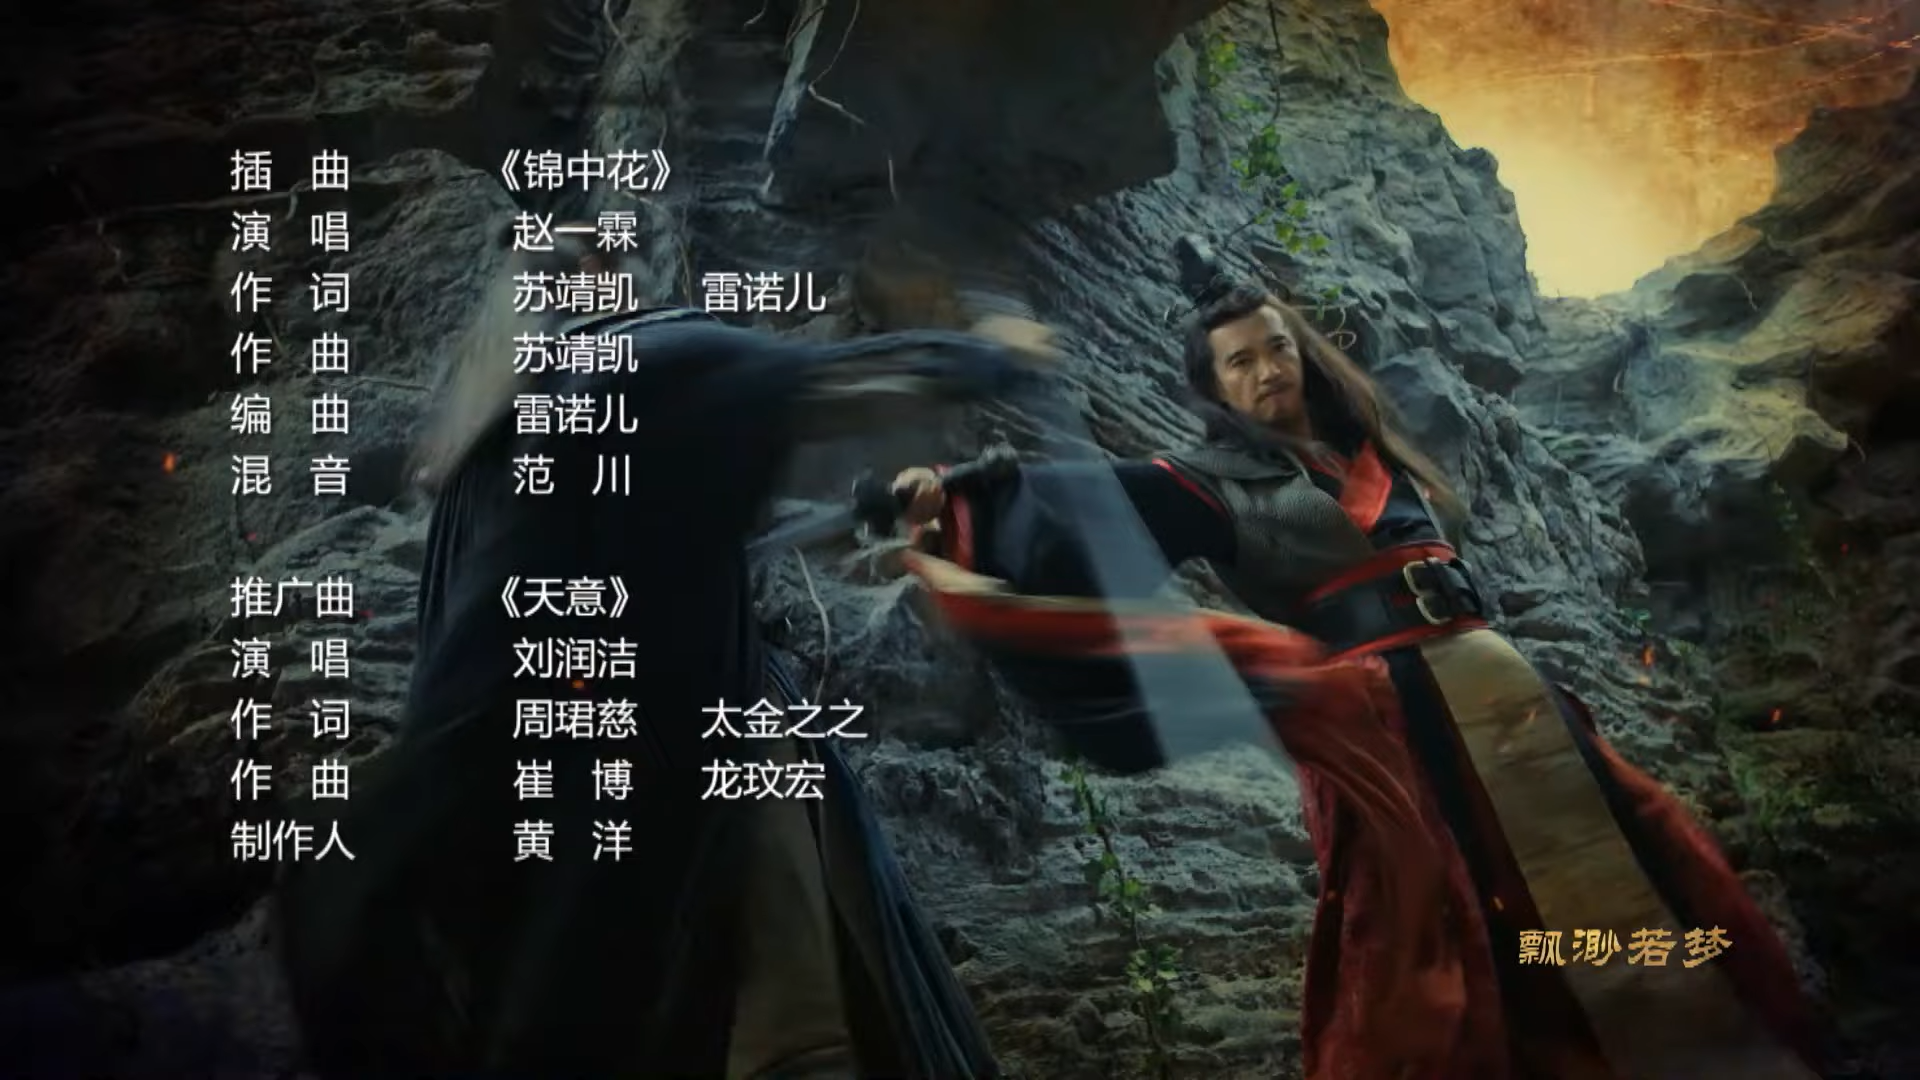 插 曲 《锦中花》
演 唱 赵一霖
作 词 苏靖凯 雷诺儿
作 曲 苏靖凯
编 曲 雷诺儿
混 音 范 川
推广曲 《天意》
演 唱 刘润洁
作 词 周珺慈 太金之之
作 曲 崔 博 龙玟宏
制作人 黄 洋
飘渺若梦